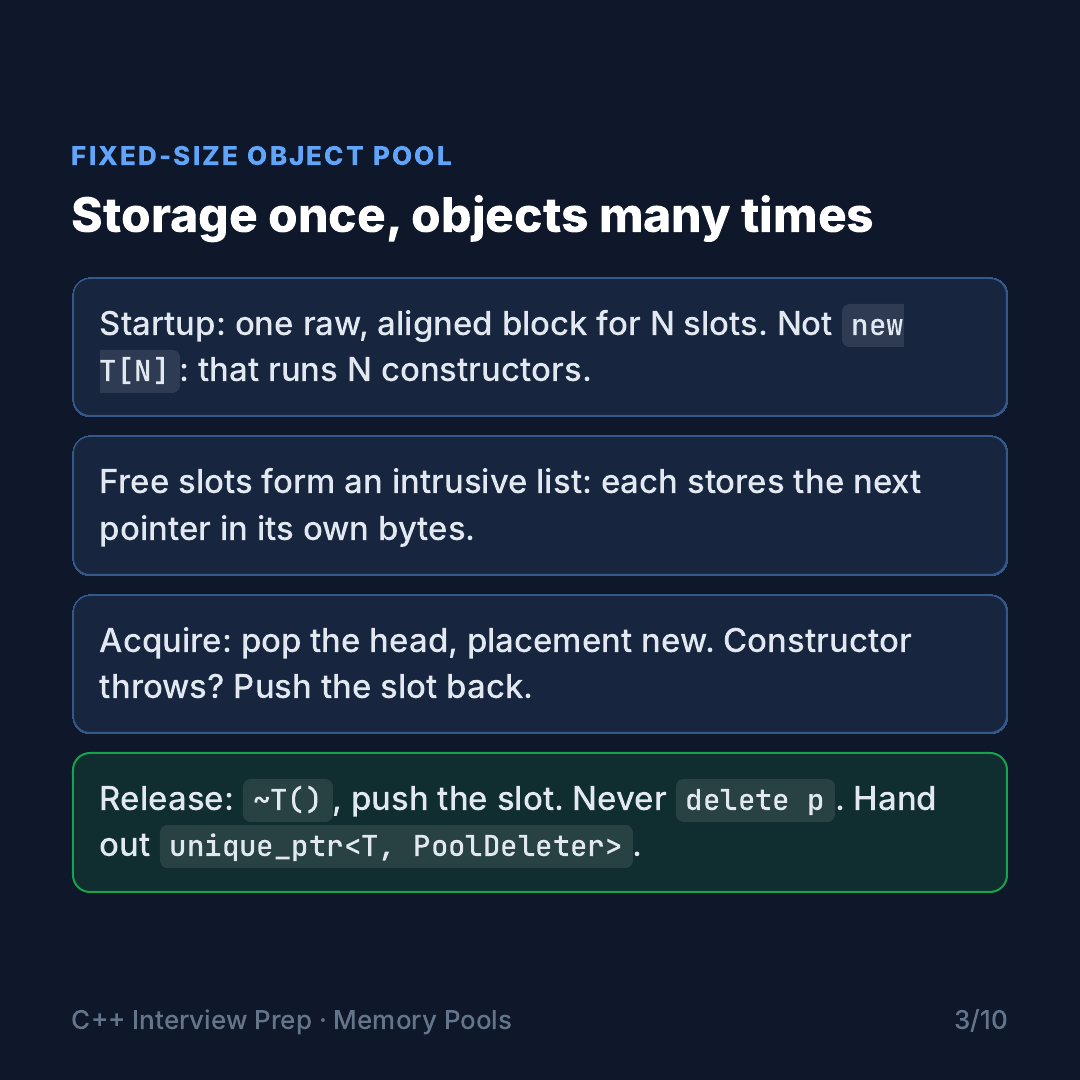 FIXED-SIZE OBJECT POOL
Storage once, objects many times
Startup: one raw, aligned block for N slots. Not new
T[N]: that runs N constructors.
Free slots form an intrusive list: each stores the next
pointer in its own bytes.
Acquire: pop the head, placement new. Constructor
throws? Push the slot back.
Release: ~T(), push the slot. Never delete p. Hand
out unique_ptr<T, PoolDeleter>.
C++ Interview Prep · Memory Pools
3/10